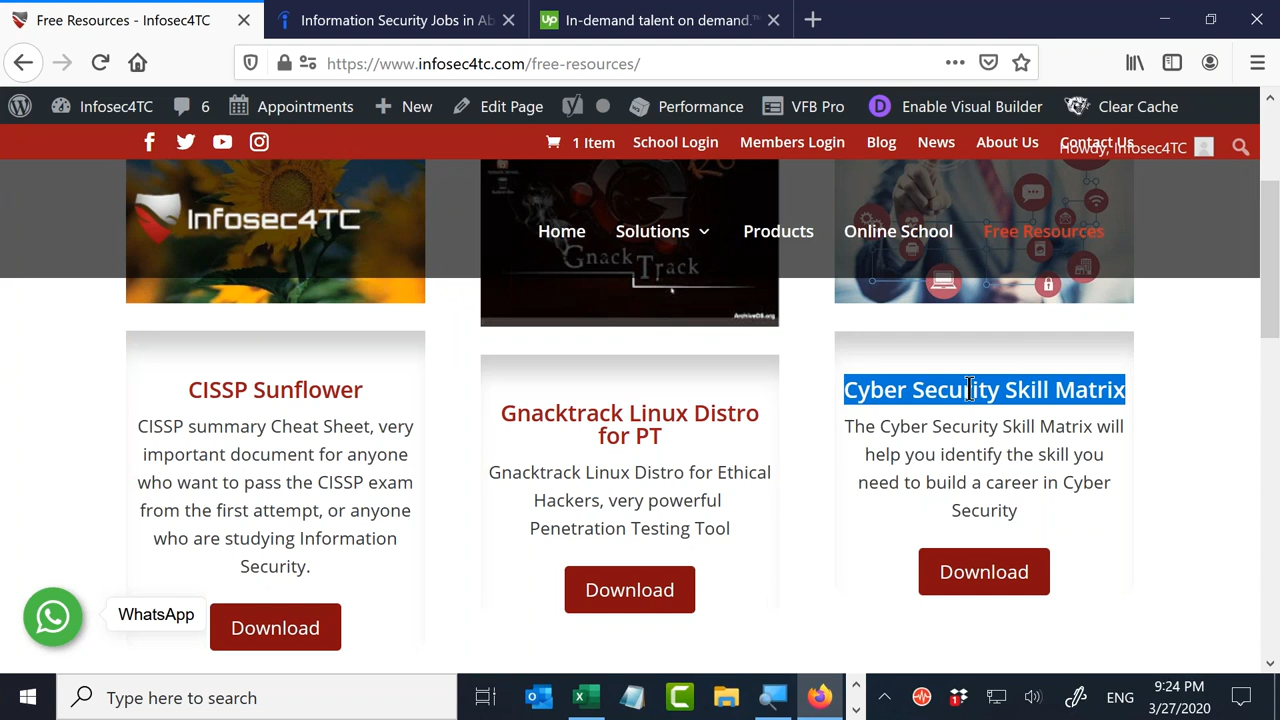 Free Resources - Infosec4TC
Information Security Jobs in Ab
Up In-demand talent on demand.™
https://www.infosec4tc.com/free-resources/
Infosec4TC 6 Appointments New Edit Page Performance VFB Pro D Enable Visual Builder Clear Cache
1 Item School Login Members Login Blog News About Us Contact Us
Howdy, Infosec4TC
Infosec4TC
Home Solutions Products Online School Free Resources
Gnack Track
ArchiveOS.org
CISSP Sunflower
CISSP summary Cheat Sheet, very
important document for anyone
who want to pass the CISSP exam
from the first attempt, or anyone
who are studying Information
Security.
Download
Gnacktrack Linux Distro
for PT
Gnacktrack Linux Distro for Ethical
Hackers, very powerful
Penetration Testing Tool
Download
Cyber Security Skill Matrix
The Cyber Security Skill Matrix will
help you identify the skill you
need to build a career in Cyber
Security
Download
WhatsApp
Type here to search
ENG
9:24 PM
3/27/2020